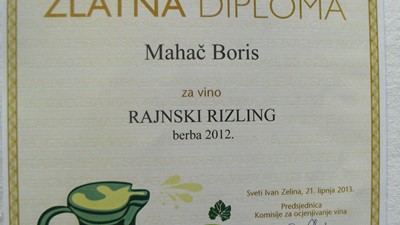 ZLATNA DIPLOMA
Mahač Boris
za vino
RAJNSKI RIZLING
berba 2012.
Sveti Ivan Zelina, 21. lipnja 2013.
Predsjednica
Komisije za ocjenjivanje vina